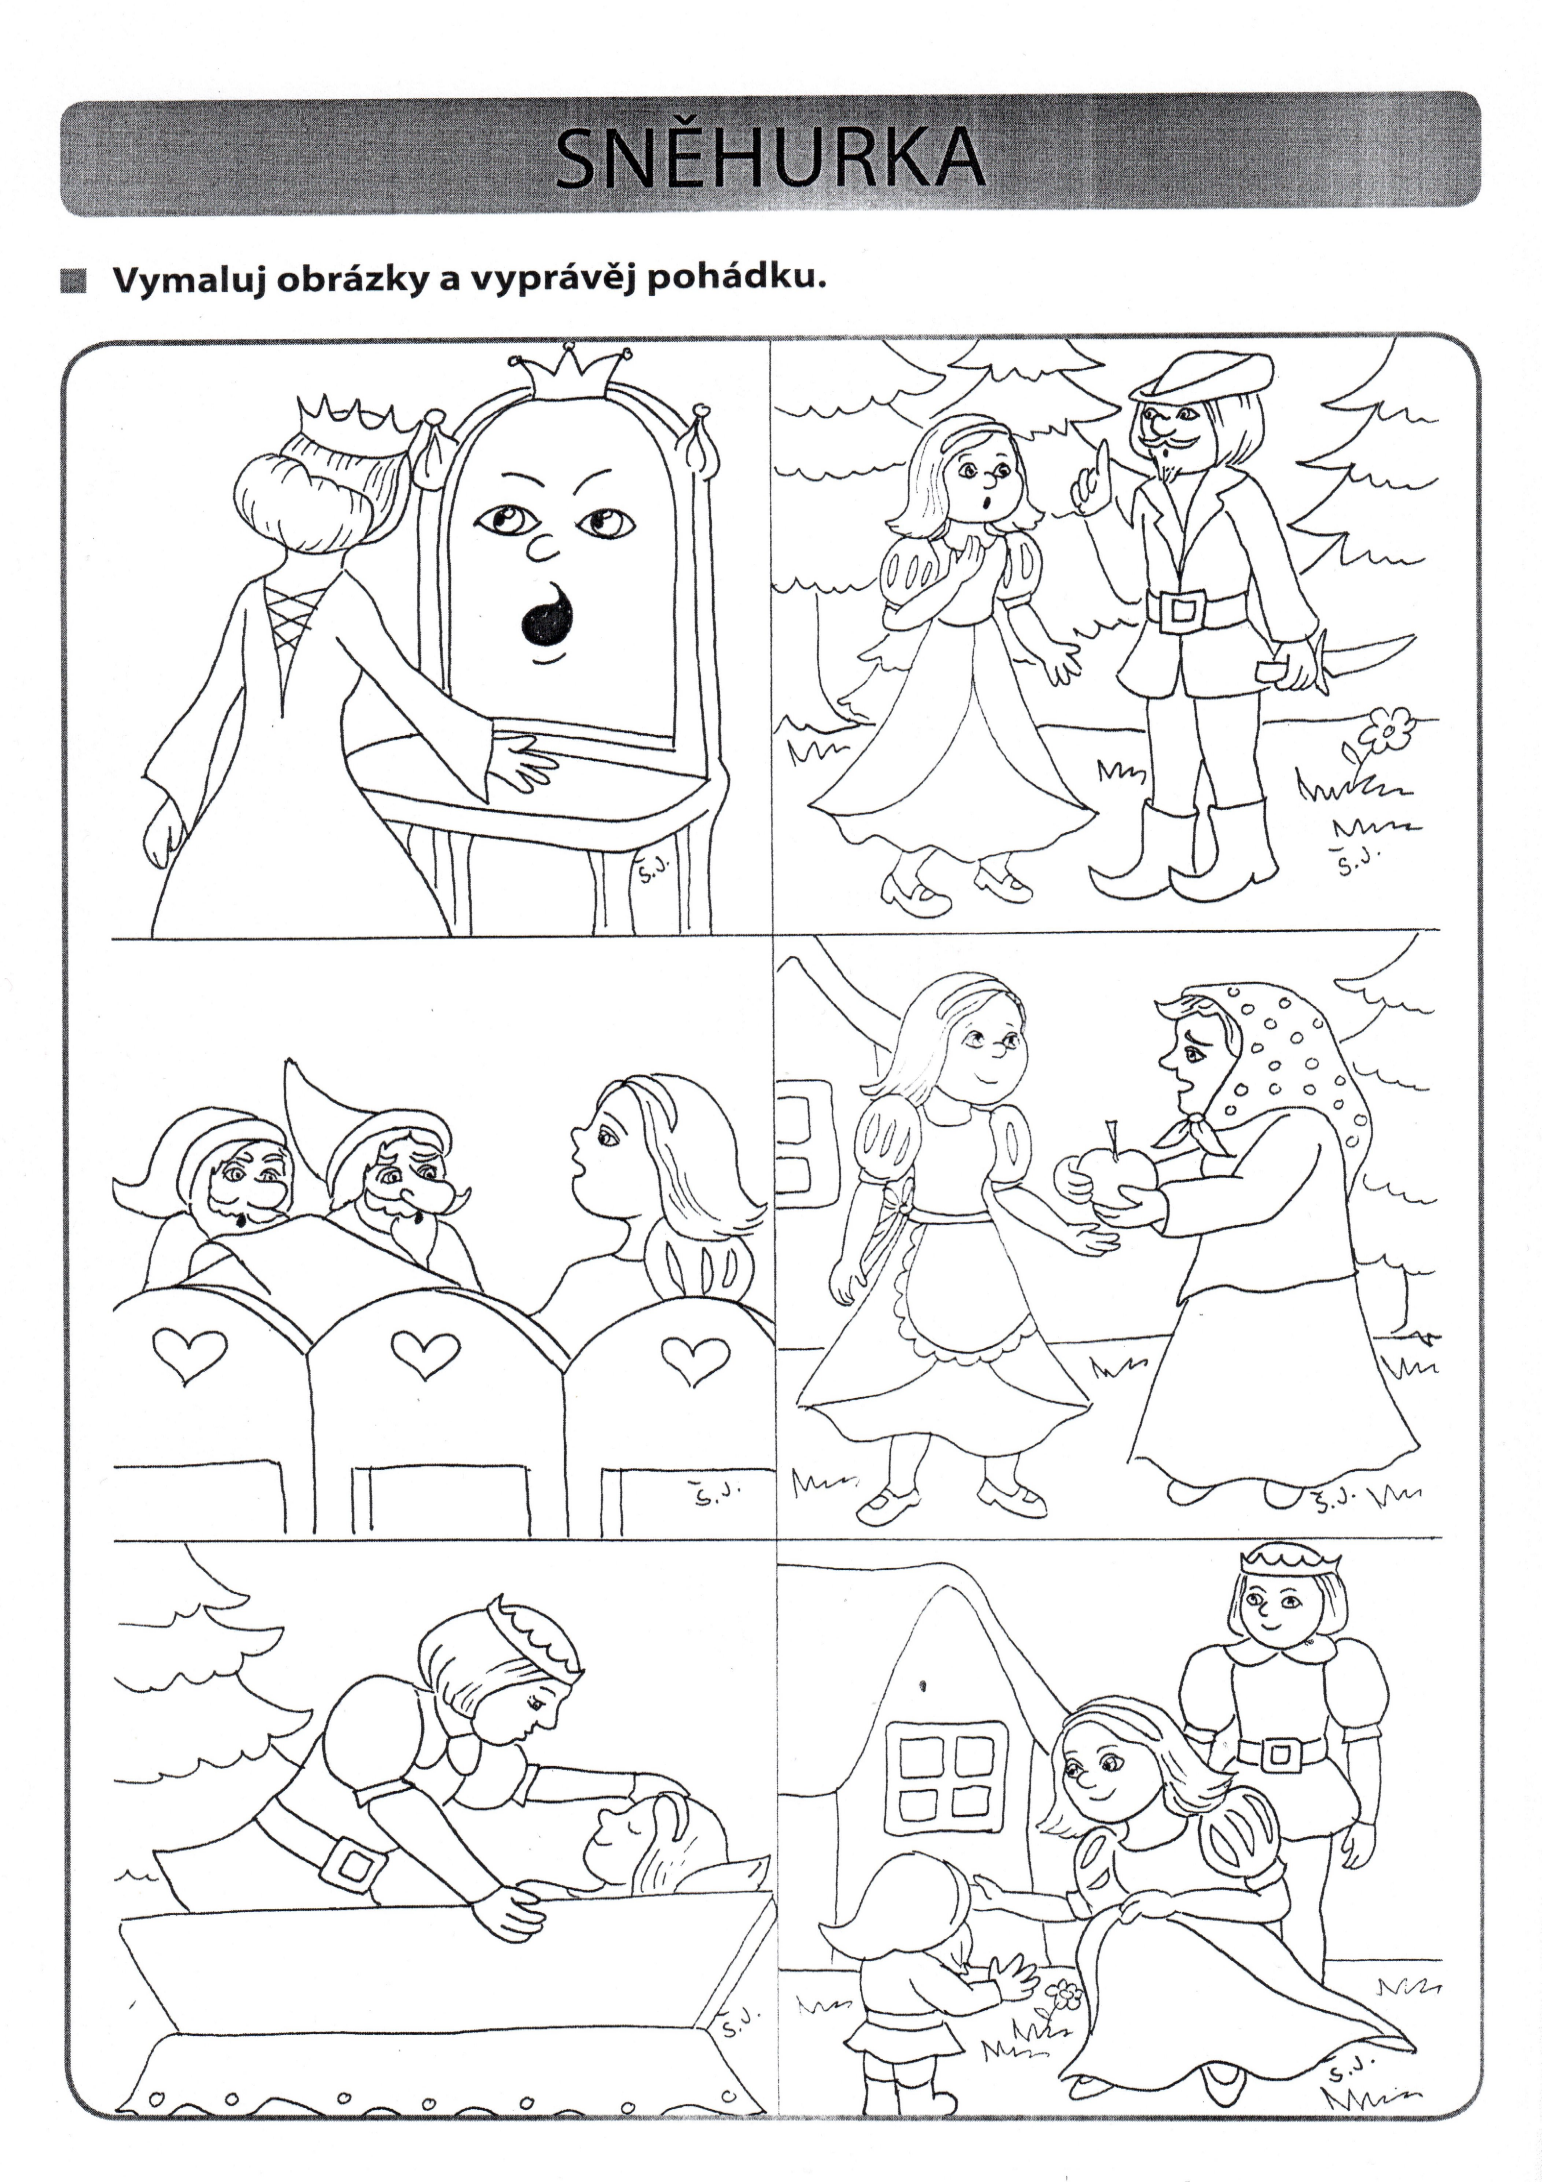 SNĚHURKA
Vymaluj obrázky a vyprávěj pohádku.
Š.J.
Š.J.
Š.J.
Š.J.
Š.J.
Š.J.